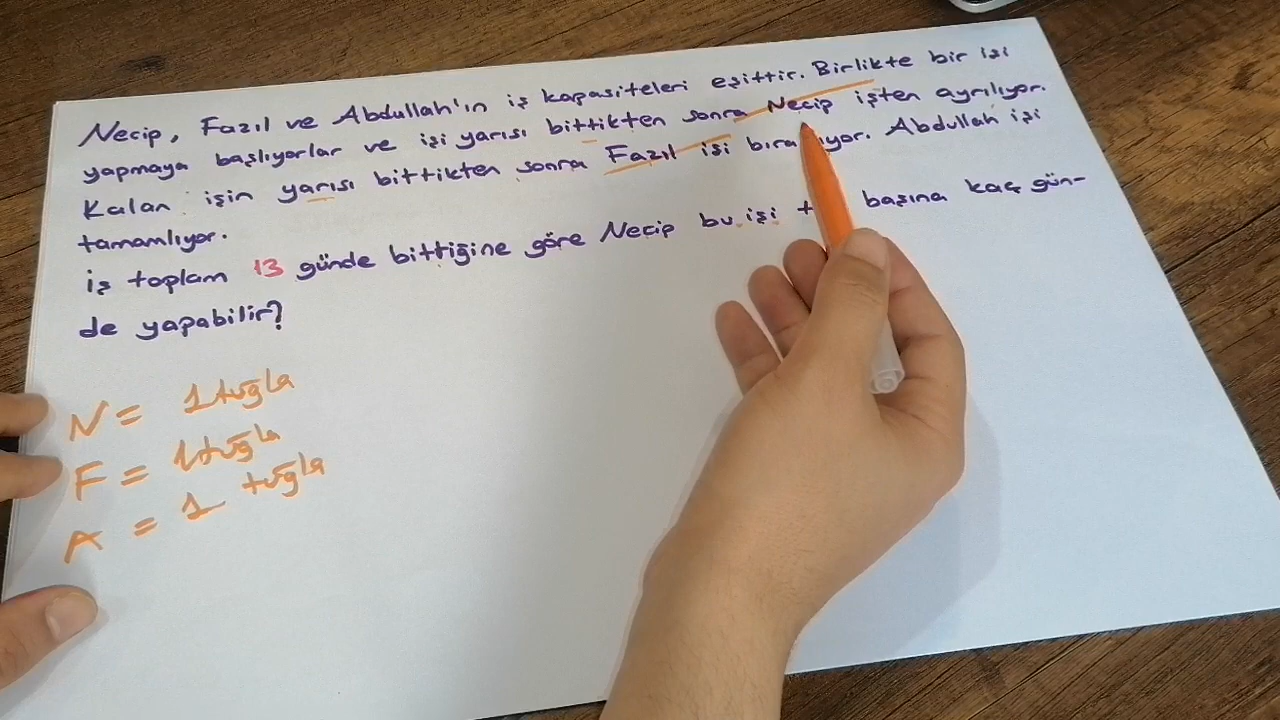 Necip, Fazıl ve Abdullah'ın iş kapasiteleri eşittir. Birlikte bir işi
yapmaya başlıyorlar ve işi yarısı bittikten sonra Necip işten ayrılıyor.
Kalan işin yarısı bittikten sonra Fazıl işi Abdullah işi
tamamlıyor.
iş toplam 13 günde bittiğine göre Necip bu işi başına kaç gün-
de yapabilir?
N = 1 tuğla
F = 1 tuğla
A = 1 tuğla